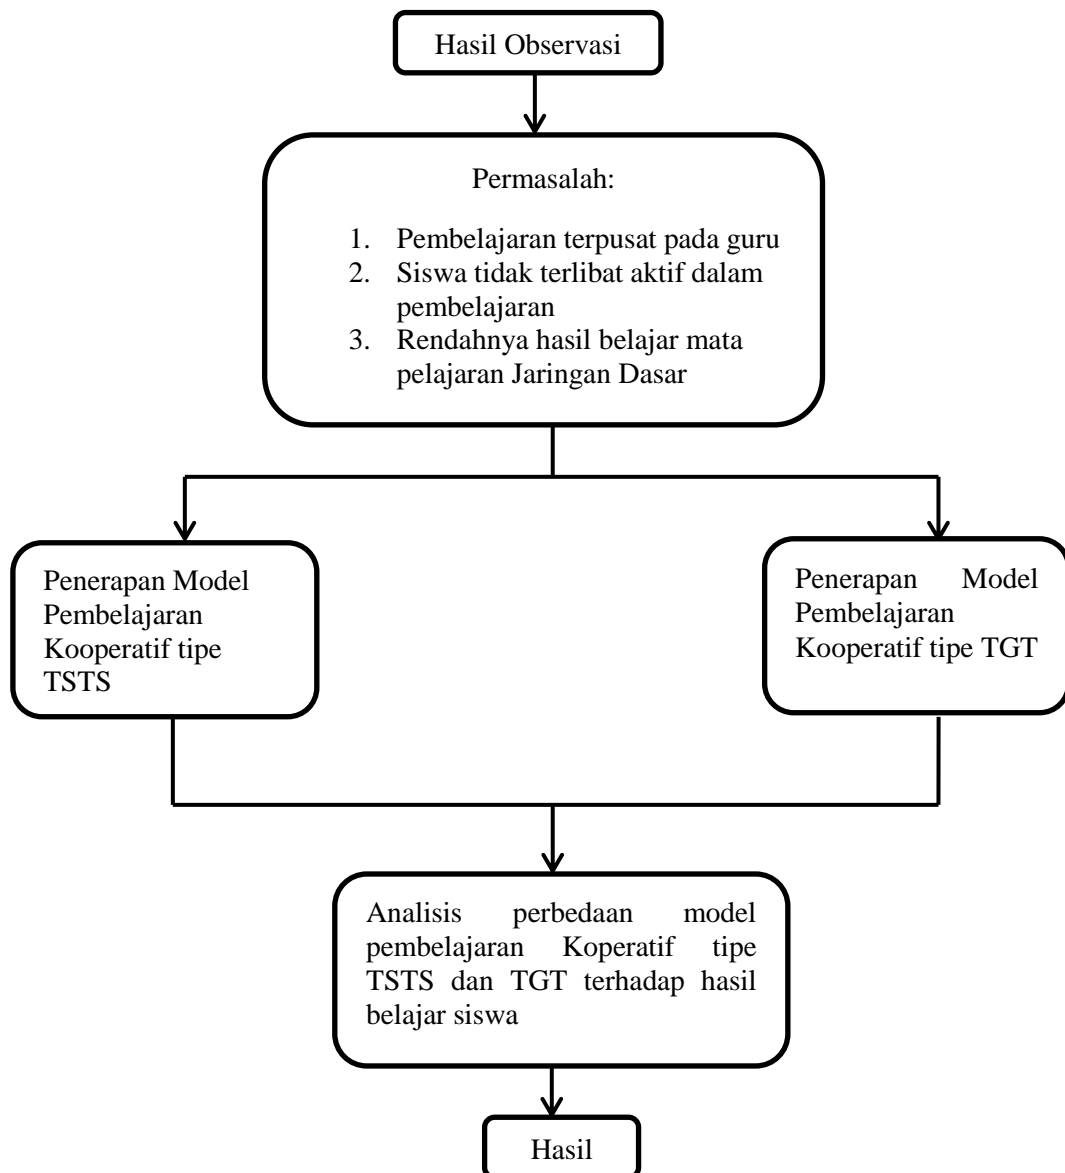 Hasil Observasi
Permasalah:
1. Pembelajaran terpusat pada guru
2. Siswa tidak terlibat aktif dalam
pembelajaran
3. Rendahnya hasil belajar mata
pelajaran Jaringan Dasar
Penerapan Model
Pembelajaran
Kooperatif tipe
TSTS
Penerapan Model
Pembelajaran
Kooperatif tipe TGT
Analisis perbedaan model
pembelajaran Koperatif tipe
TSTS dan TGT terhadap hasil
belajar siswa
Hasil